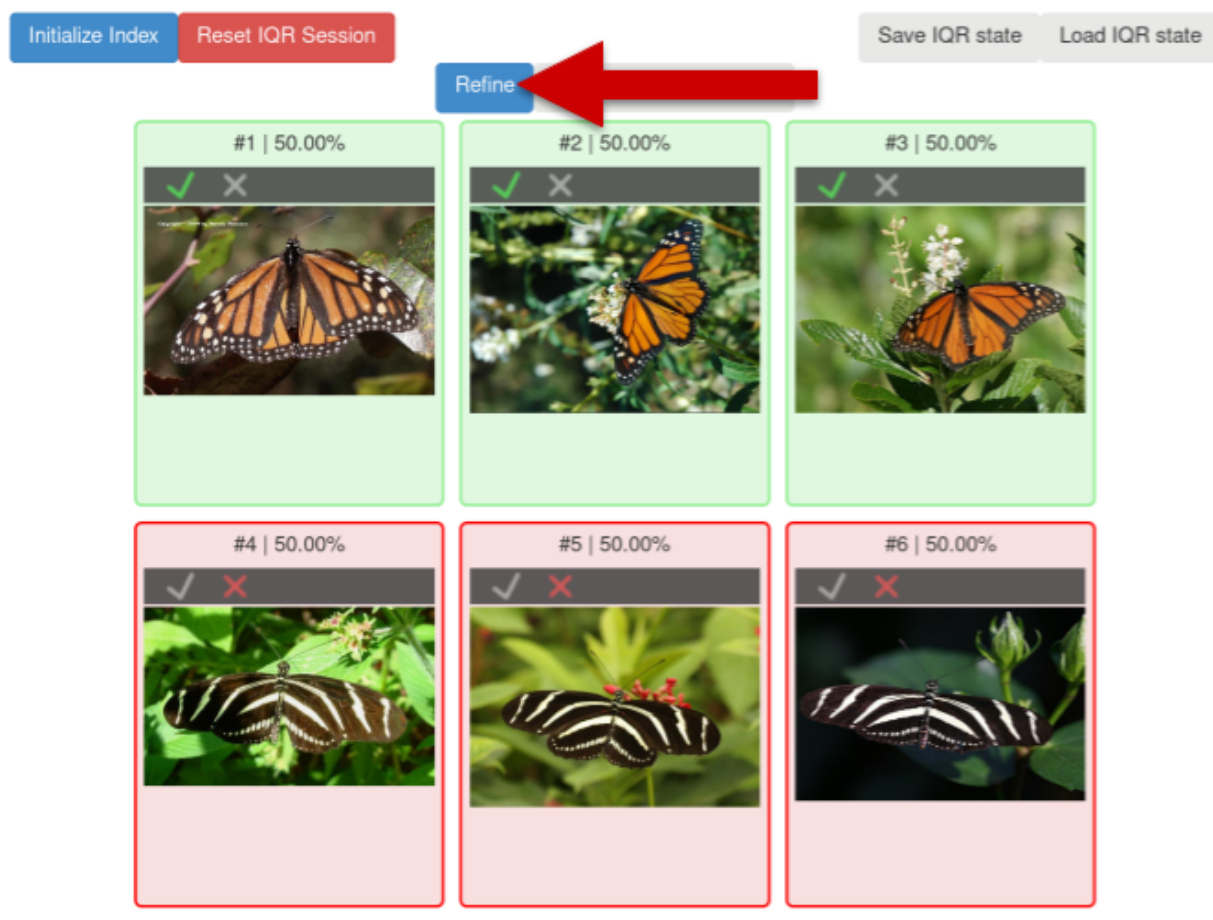 Initialize Index
Reset IQR Session
Save IQR state
Load IQR state
Refine
#1 | 50.00%
#2 | 50.00%
#3 | 50.00%
#4 | 50.00%
#5 | 50.00%
#6 | 50.00%